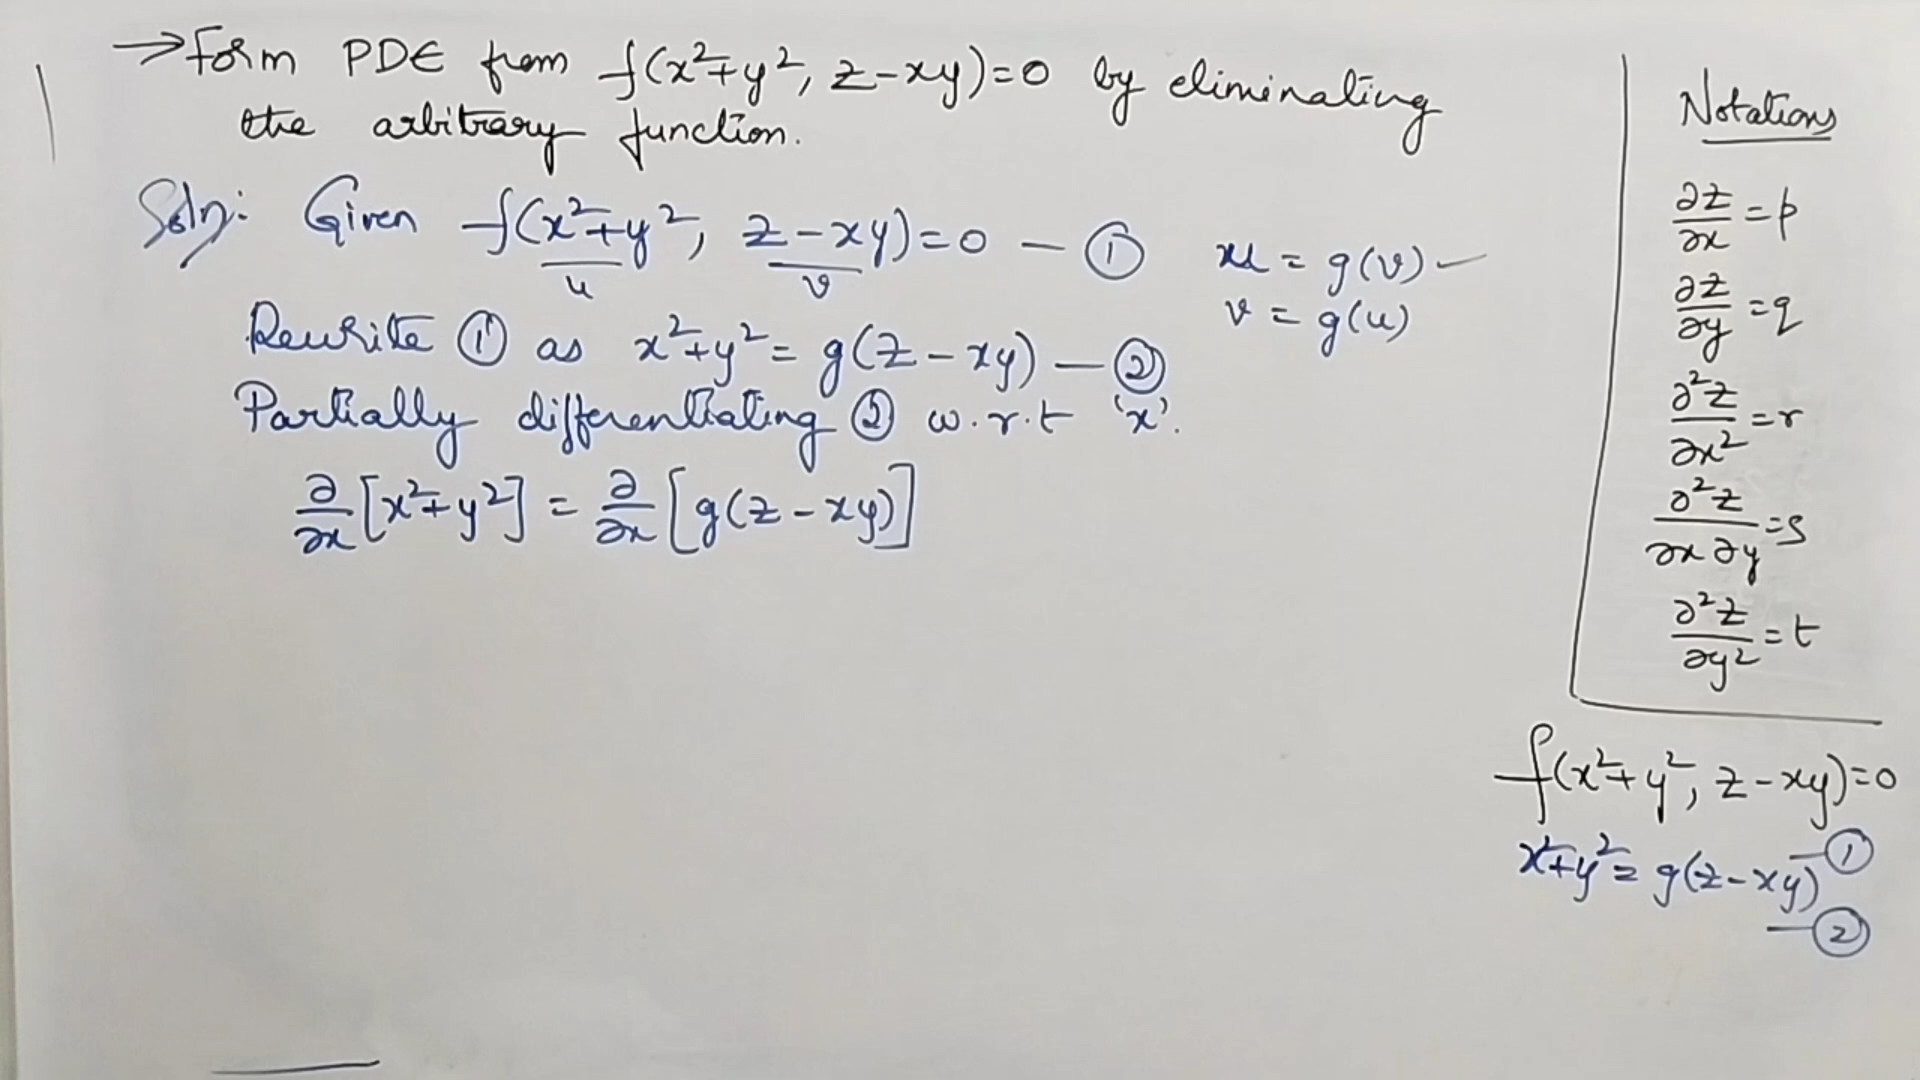 → Form PDE from f(x²+y², z-xy)=0 by eliminating
the arbitrary function.
Soln: Given f(x²+y², z-xy)=0 — ①
u v
u = g(v) —
v = g(u)
Rewrite ① as x²+y² = g(z-xy) — ②
Partially differentiating ② w.r.t 'x'.
∂/∂x [x²+y²] = ∂/∂x [g(z-xy)]
Notations
∂z/∂x = p
∂z/∂y = q
∂²z/∂x² = r
∂²z/∂x∂y = s
∂²z/∂y² = t
f(x²+y², z-xy)=0
— ①
x²+y² = g(z-xy)
— ②